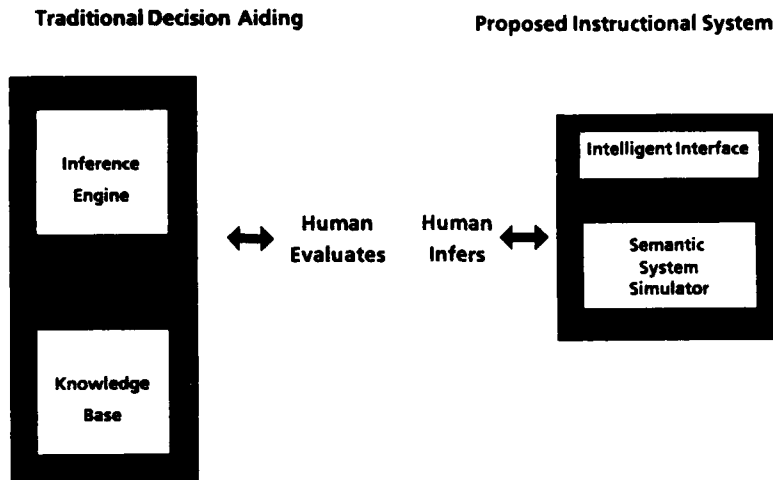 Traditional Decision Aiding
Proposed Instructional System
Inference
Engine
Knowledge
Base
Human
Evaluates
Human
Infers
Intelligent Interface
Semantic
System
Simulator